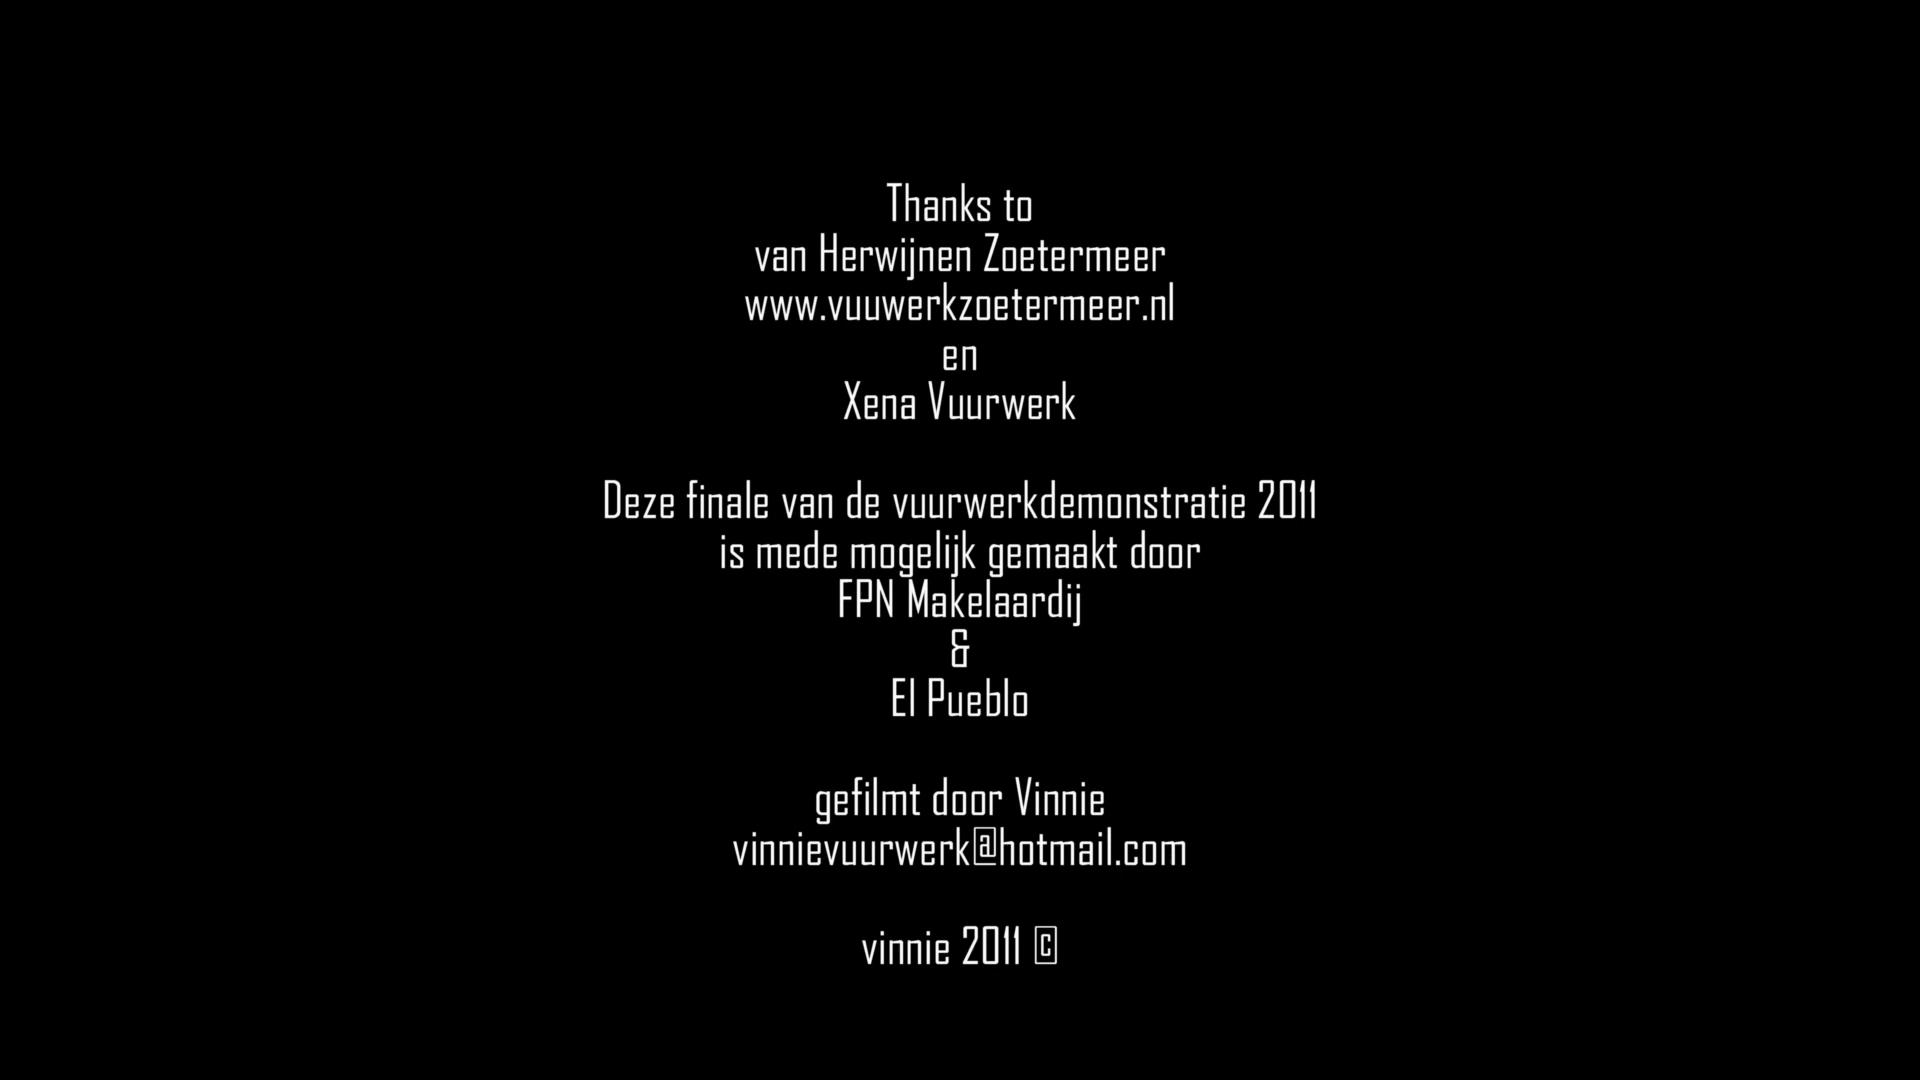 Thanks to
van Herwijnen Zoetermeer
www.vuuwerkzoetermeer.nl
en
Xena Vuurwerk
Deze finale van de vuurwerkdemonstratie 2011
is mede mogelijk gemaakt door
FPN Makelaardij
&
El Pueblo
gefilmt door Vinnie
vinnievuurwerk@hotmail.com
vinnie 2011 ©